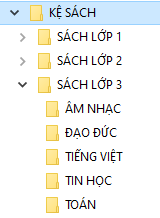 KỆ SÁCH
SÁCH LỚP 1
SÁCH LỚP 2
SÁCH LỚP 3
ÂM NHẠC
ĐẠO ĐỨC
TIẾNG VIỆT
TIN HỌC
TOÁN